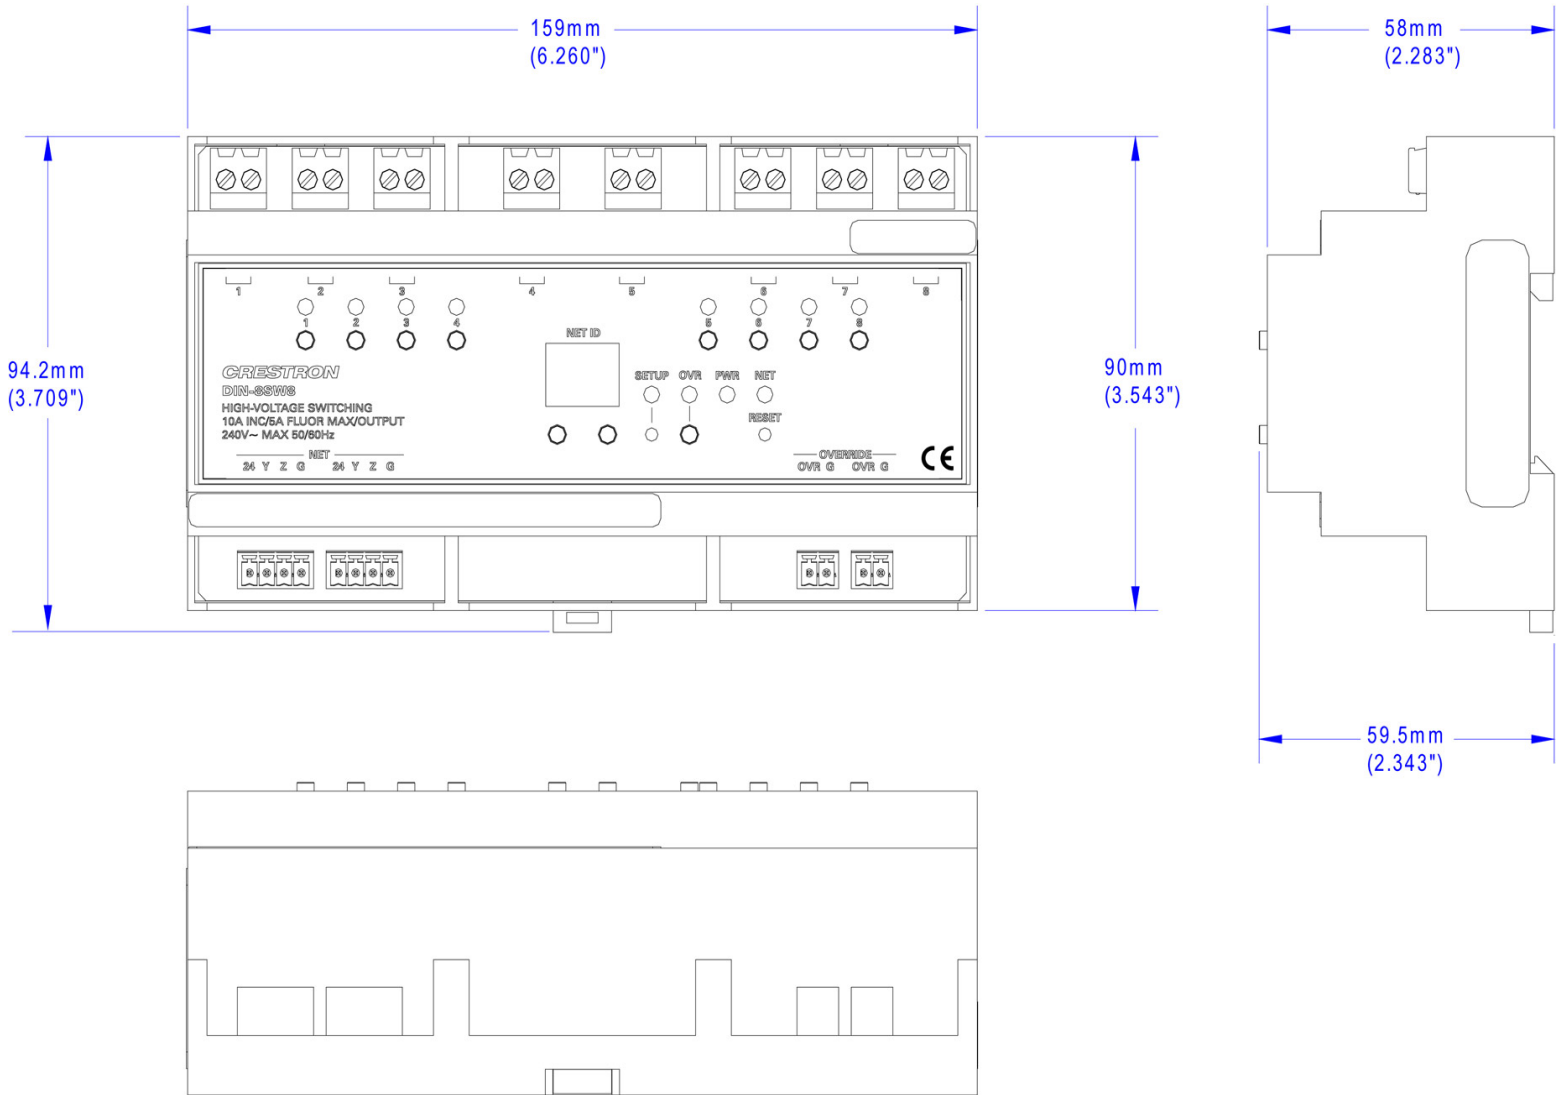 159mm
(6.260")
58mm
(2.283")
94.2mm
(3.709")
90mm
(3.543")
1 2 3 4 5 6 7 8
1 2 3 4 5 6 7 8
NET ID
CRESTRON
DIN-8SW8
HIGH-VOLTAGE SWITCHING
10A INC/5A FLUOR MAX/OUTPUT
240V~ MAX 50/60Hz
SETUP OVR PWR NET
RESET
NET
24 Y Z G 24 Y Z G
OVERRIDE
OVR G OVR G
CE
59.5mm
(2.343")